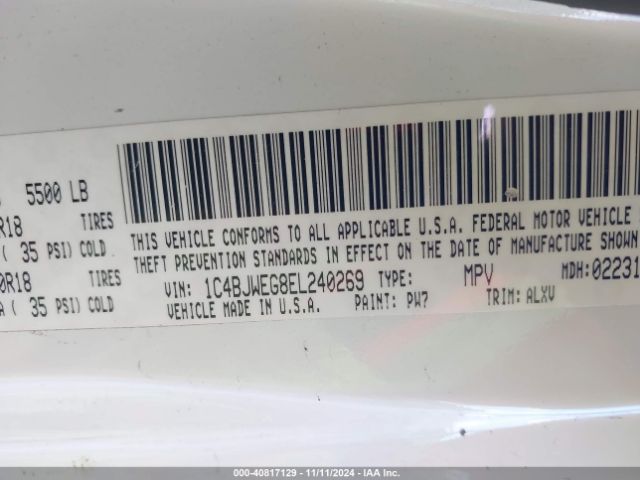 5500 LB
R18 TIRES
( 35 PSI) COLD
0R18 TIRES
A ( 35 PSI) COLD
THIS VEHICLE CONFORMS TO ALL APPLICABLE U.S.A. FEDERAL MOTOR VEHICLE
THEFT PREVENTION STANDARDS IN EFFECT ON THE DATE OF MANUFACTURE SHOWN
VIN: 1C4BJWEG8EL240269 TYPE: MPV MDH:02231
VEHICLE MADE IN U.S.A. PAINT: PW7 TRIM: ALXV
000-40817129 - 11/11/2024 - IAA Inc.